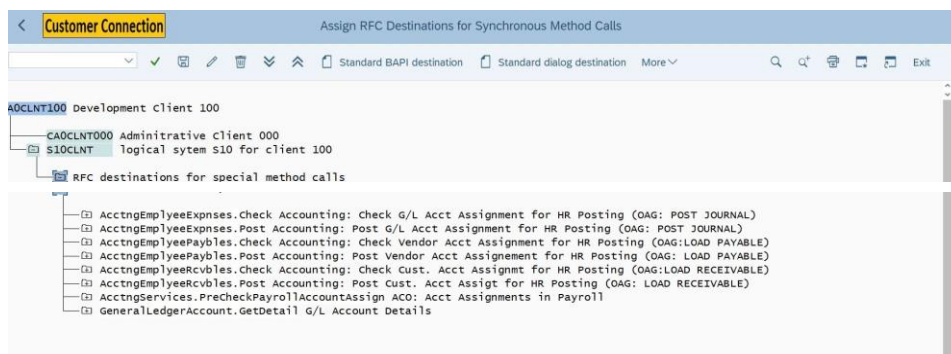 Customer Connection
Assign RFC Destinations for Synchronous Method Calls
Standard BAPI destination Standard dialog destination More Exit
A0CLNT100 Development Client 100
CA0CLNT000 Adminitrative Client 000
S10CLNT logical sytem S10 for client 100
RFC destinations for special method calls
AcctngEmplyeeExpnses.Check Accounting: Check G/L Acct Assignment for HR Posting (OAG: POST JOURNAL)
AcctngEmplyeeExpnses.Post Accounting: Post G/L Acct Assignment for HR Posting (OAG: POST JOURNAL)
AcctngEmplyeePaybles.Check Accounting: Check Vendor Acct Assignment for HR Posting (OAG:LOAD PAYABLE)
AcctngEmplyeePaybles.Post Accounting: Post Vendor Acct Assignement for HR Posting (OAG: LOAD PAYABLE)
AcctngEmplyeeRcvbles.Check Accounting: Check Cust. Acct Assignmt for HR Posting (OAG:LOAD RECEIVABLE)
AcctngEmplyeeRcvbles.Post Accounting: Post Cust. Acct Assigt for HR Posting (OAG: LOAD RECEIVABLE)
AcctngServices.PreCheckPayrollAccountAssign ACO: Acct Assignments in Payroll
GeneralLedgerAccount.GetDetail G/L Account Details